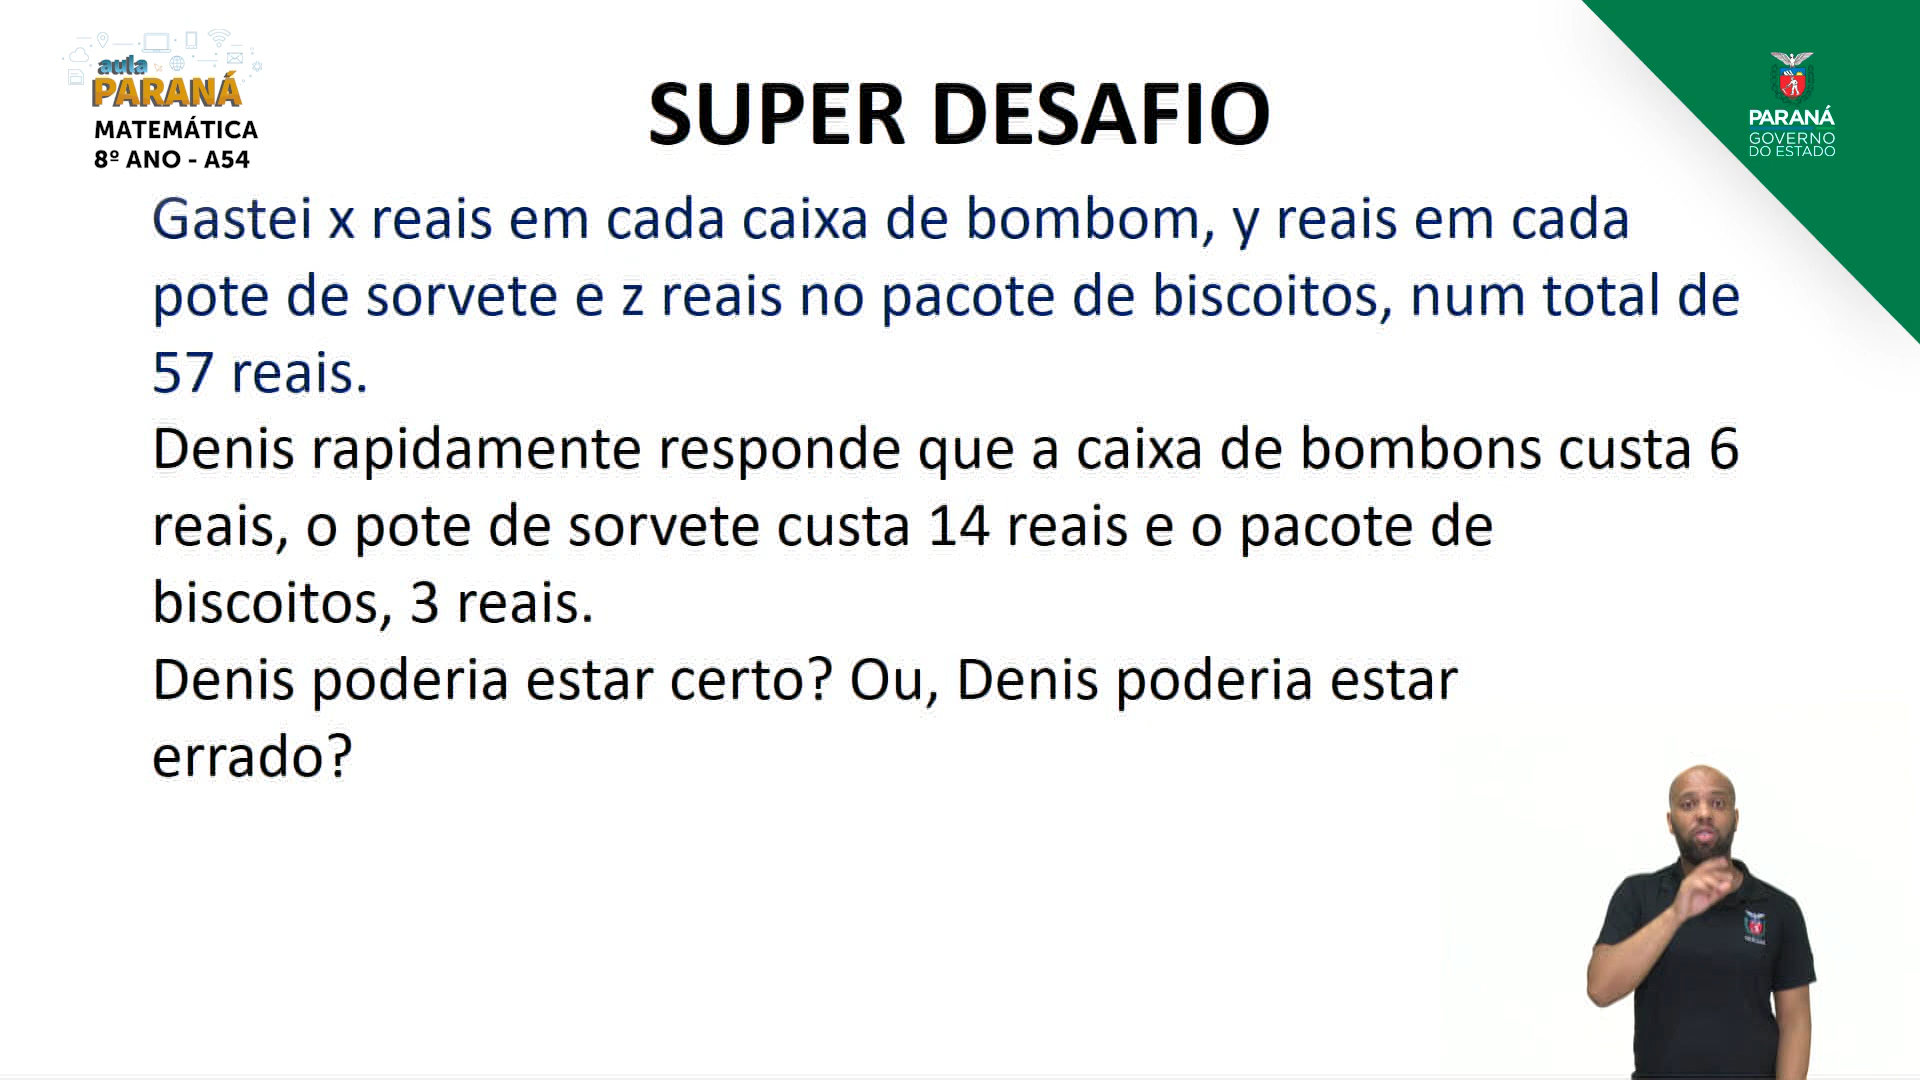 aula
PARANÁ
MATEMÁTICA
8º ANO - A54
SUPER DESAFIO
PARANÁ
GOVERNO
DO ESTADO
Gastei x reais em cada caixa de bombom, y reais em cada
pote de sorvete e z reais no pacote de biscoitos, num total de
57 reais.
Denis rapidamente responde que a caixa de bombons custa 6
reais, o pote de sorvete custa 14 reais e o pacote de
biscoitos, 3 reais.
Denis poderia estar certo? Ou, Denis poderia estar
errado?